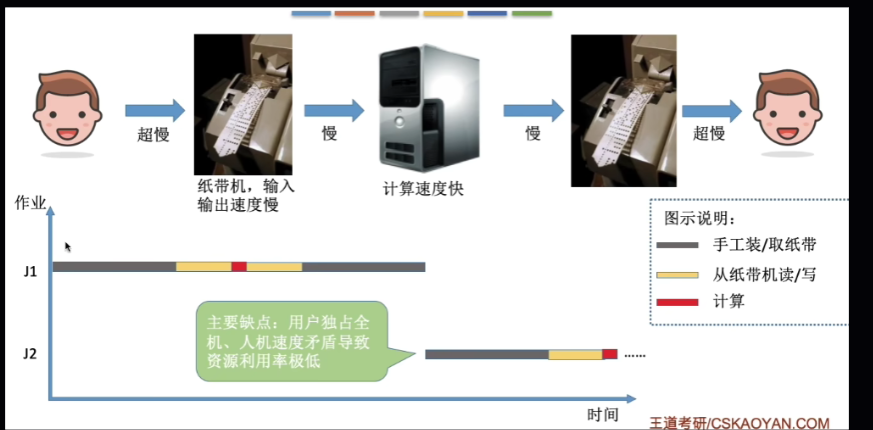 超慢
慢
慢
超慢
纸带机，输入
输出速度慢
计算速度快
作业
图示说明：
手工装/取纸带
从纸带机读/写
计算
J1
主要缺点：用户独占全
机、人机速度矛盾导致
资源利用率极低
J2
......
时间
王道考研/CSKAOYAN.COM